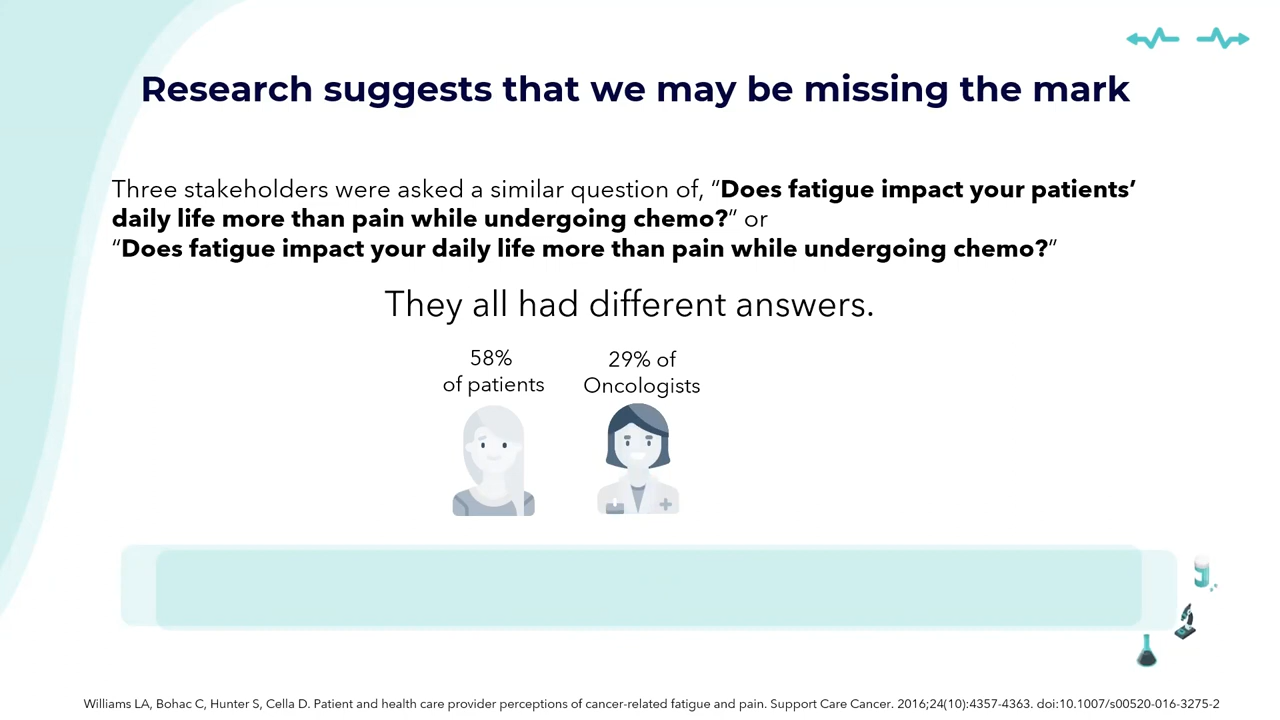 Research suggests that we may be missing the mark
Three stakeholders were asked a similar question of, “Does fatigue impact your patients’
daily life more than pain while undergoing chemo?” or
“Does fatigue impact your daily life more than pain while undergoing chemo?”
They all had different answers.
58%
of patients
29% of
Oncologists
Williams LA, Bohac C, Hunter S, Cella D. Patient and health care provider perceptions of cancer-related fatigue and pain. Support Care Cancer. 2016;24(10):4357-4363. doi:10.1007/s00520-016-3275-2